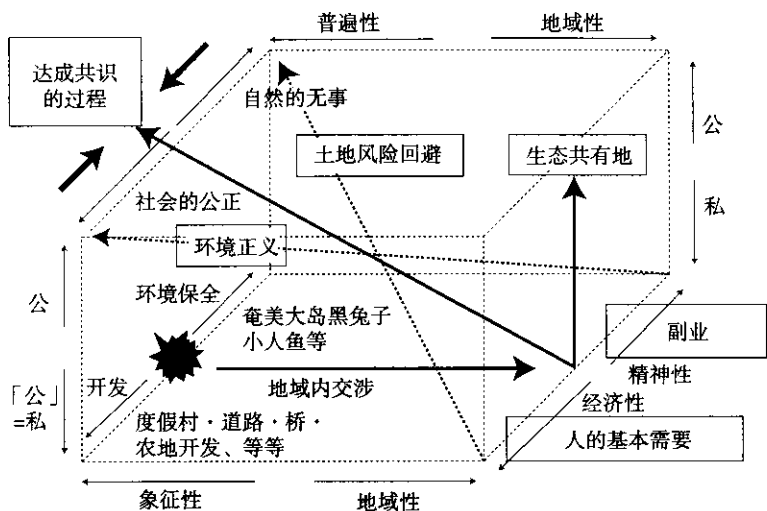 普遍性
地域性
达成共识
的过程
自然的无事
公
土地风险回避
生态共有地
私
社会的公正
环境正义
公
环境保全
奄美大岛黑兔子
小人鱼等
副业
精神性
「公」
=私
开发
地域内交涉
经济性
度假村·道路·桥·
农地开发、等等
人的基本需要
象征性
地域性